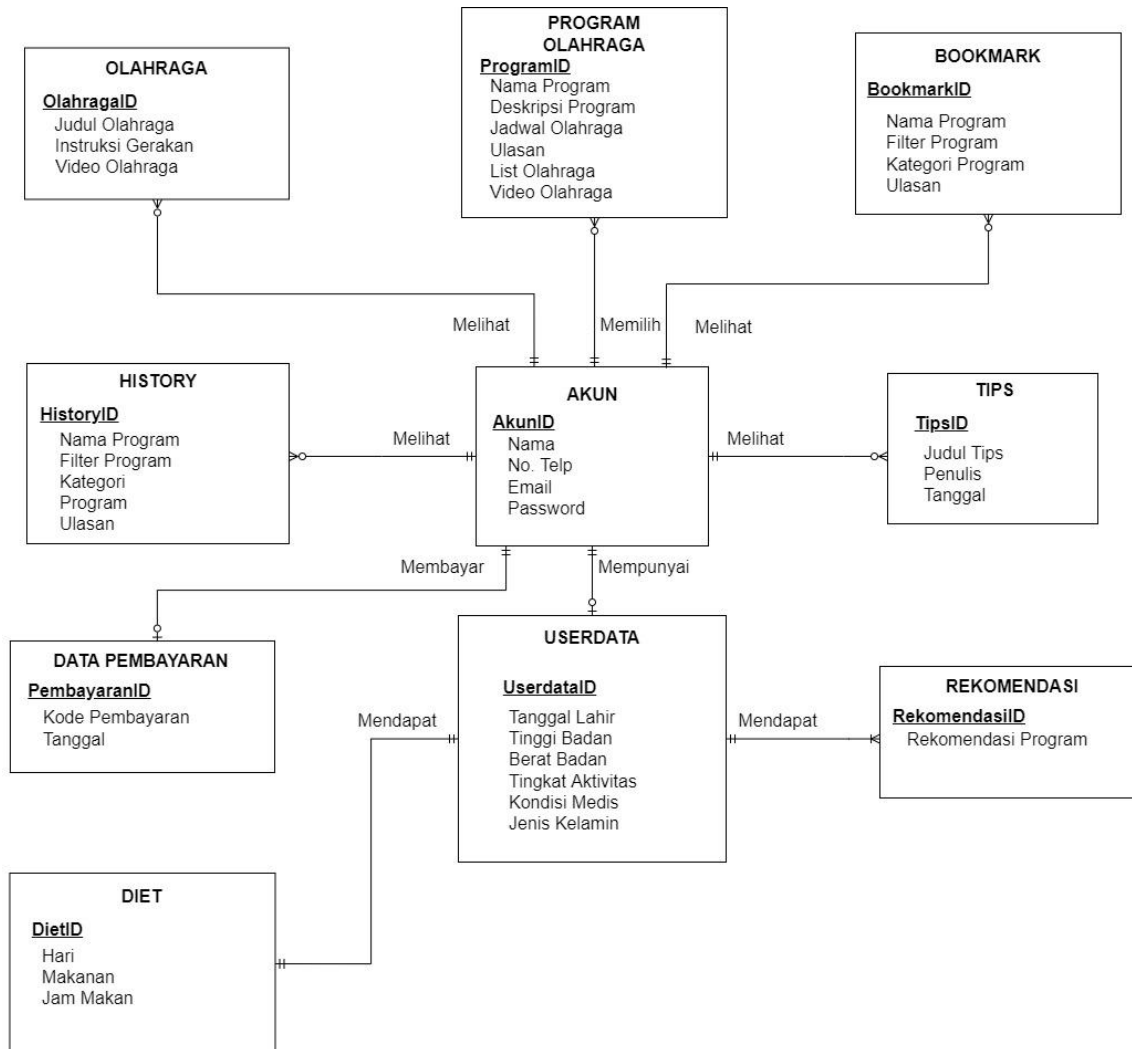 OLAHRAGA
OlahragaID
Judul Olahraga
Instruksi Gerakan
Video Olahraga
PROGRAM
OLAHRAGA
ProgramID
Nama Program
Deskripsi Program
Jadwal Olahraga
Ulasan
List Olahraga
Video Olahraga
BOOKMARK
BookmarkID
Nama Program
Filter Program
Kategori Program
Ulasan
Melihat
Memilih
Melihat
HISTORY
HistoryID
Nama Program
Filter Program
Kategori
Program
Ulasan
Melihat
AKUN
AkunID
Nama
No. Telp
Email
Password
Melihat
TIPS
TipsID
Judul Tips
Penulis
Tanggal
Membayar
Mempunyai
DATA PEMBAYARAN
PembayaranID
Kode Pembayaran
Tanggal
Mendapat
USERDATA
UserdataID
Tanggal Lahir
Tinggi Badan
Berat Badan
Tingkat Aktivitas
Kondisi Medis
Jenis Kelamin
Mendapat
REKOMENDASI
RekomendasiID
Rekomendasi Program
DIET
DietID
Hari
Makanan
Jam Makan